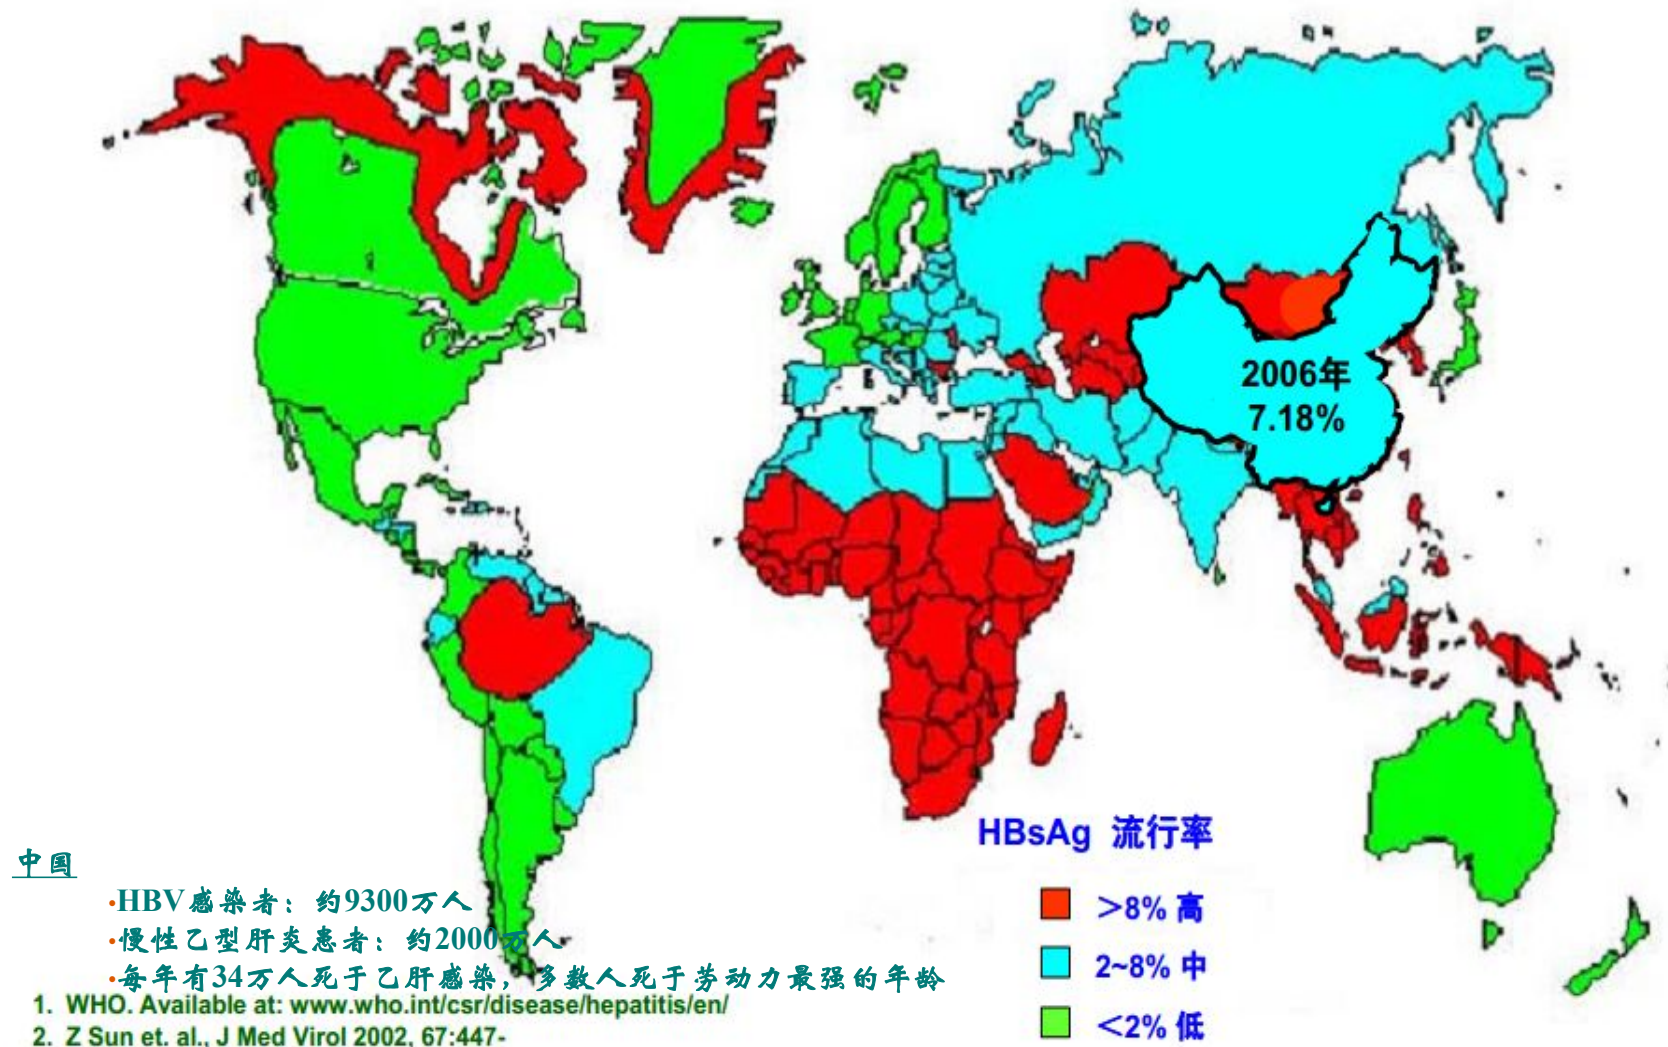 2006年
7.18%
HBsAg 流行率
＞8% 高
2~8% 中
＜2% 低
中国
·HBV感染者：约9300万人
·慢性乙型肝炎患者：约2000万人
·每年有34万人死于乙肝感染，多数人死于劳动力最强的年龄
1. WHO. Available at: www.who.int/csr/disease/hepatitis/en/
2. Z Sun et. al., J Med Virol 2002, 67:447-